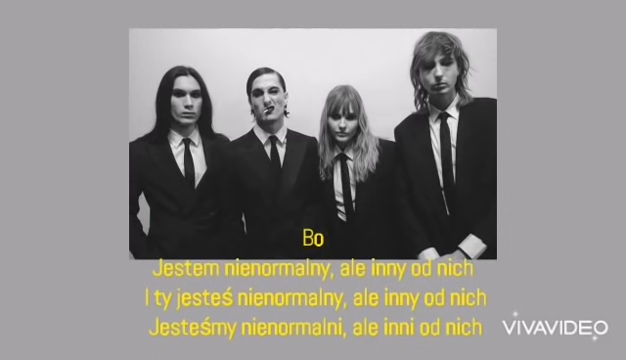 Bo
Jestem nienormalny, ale inny od nich
I ty jesteś nienormalny, ale inny od nich
Jesteśmy nienormalni, ale inni od nich
VIVAVIDEO